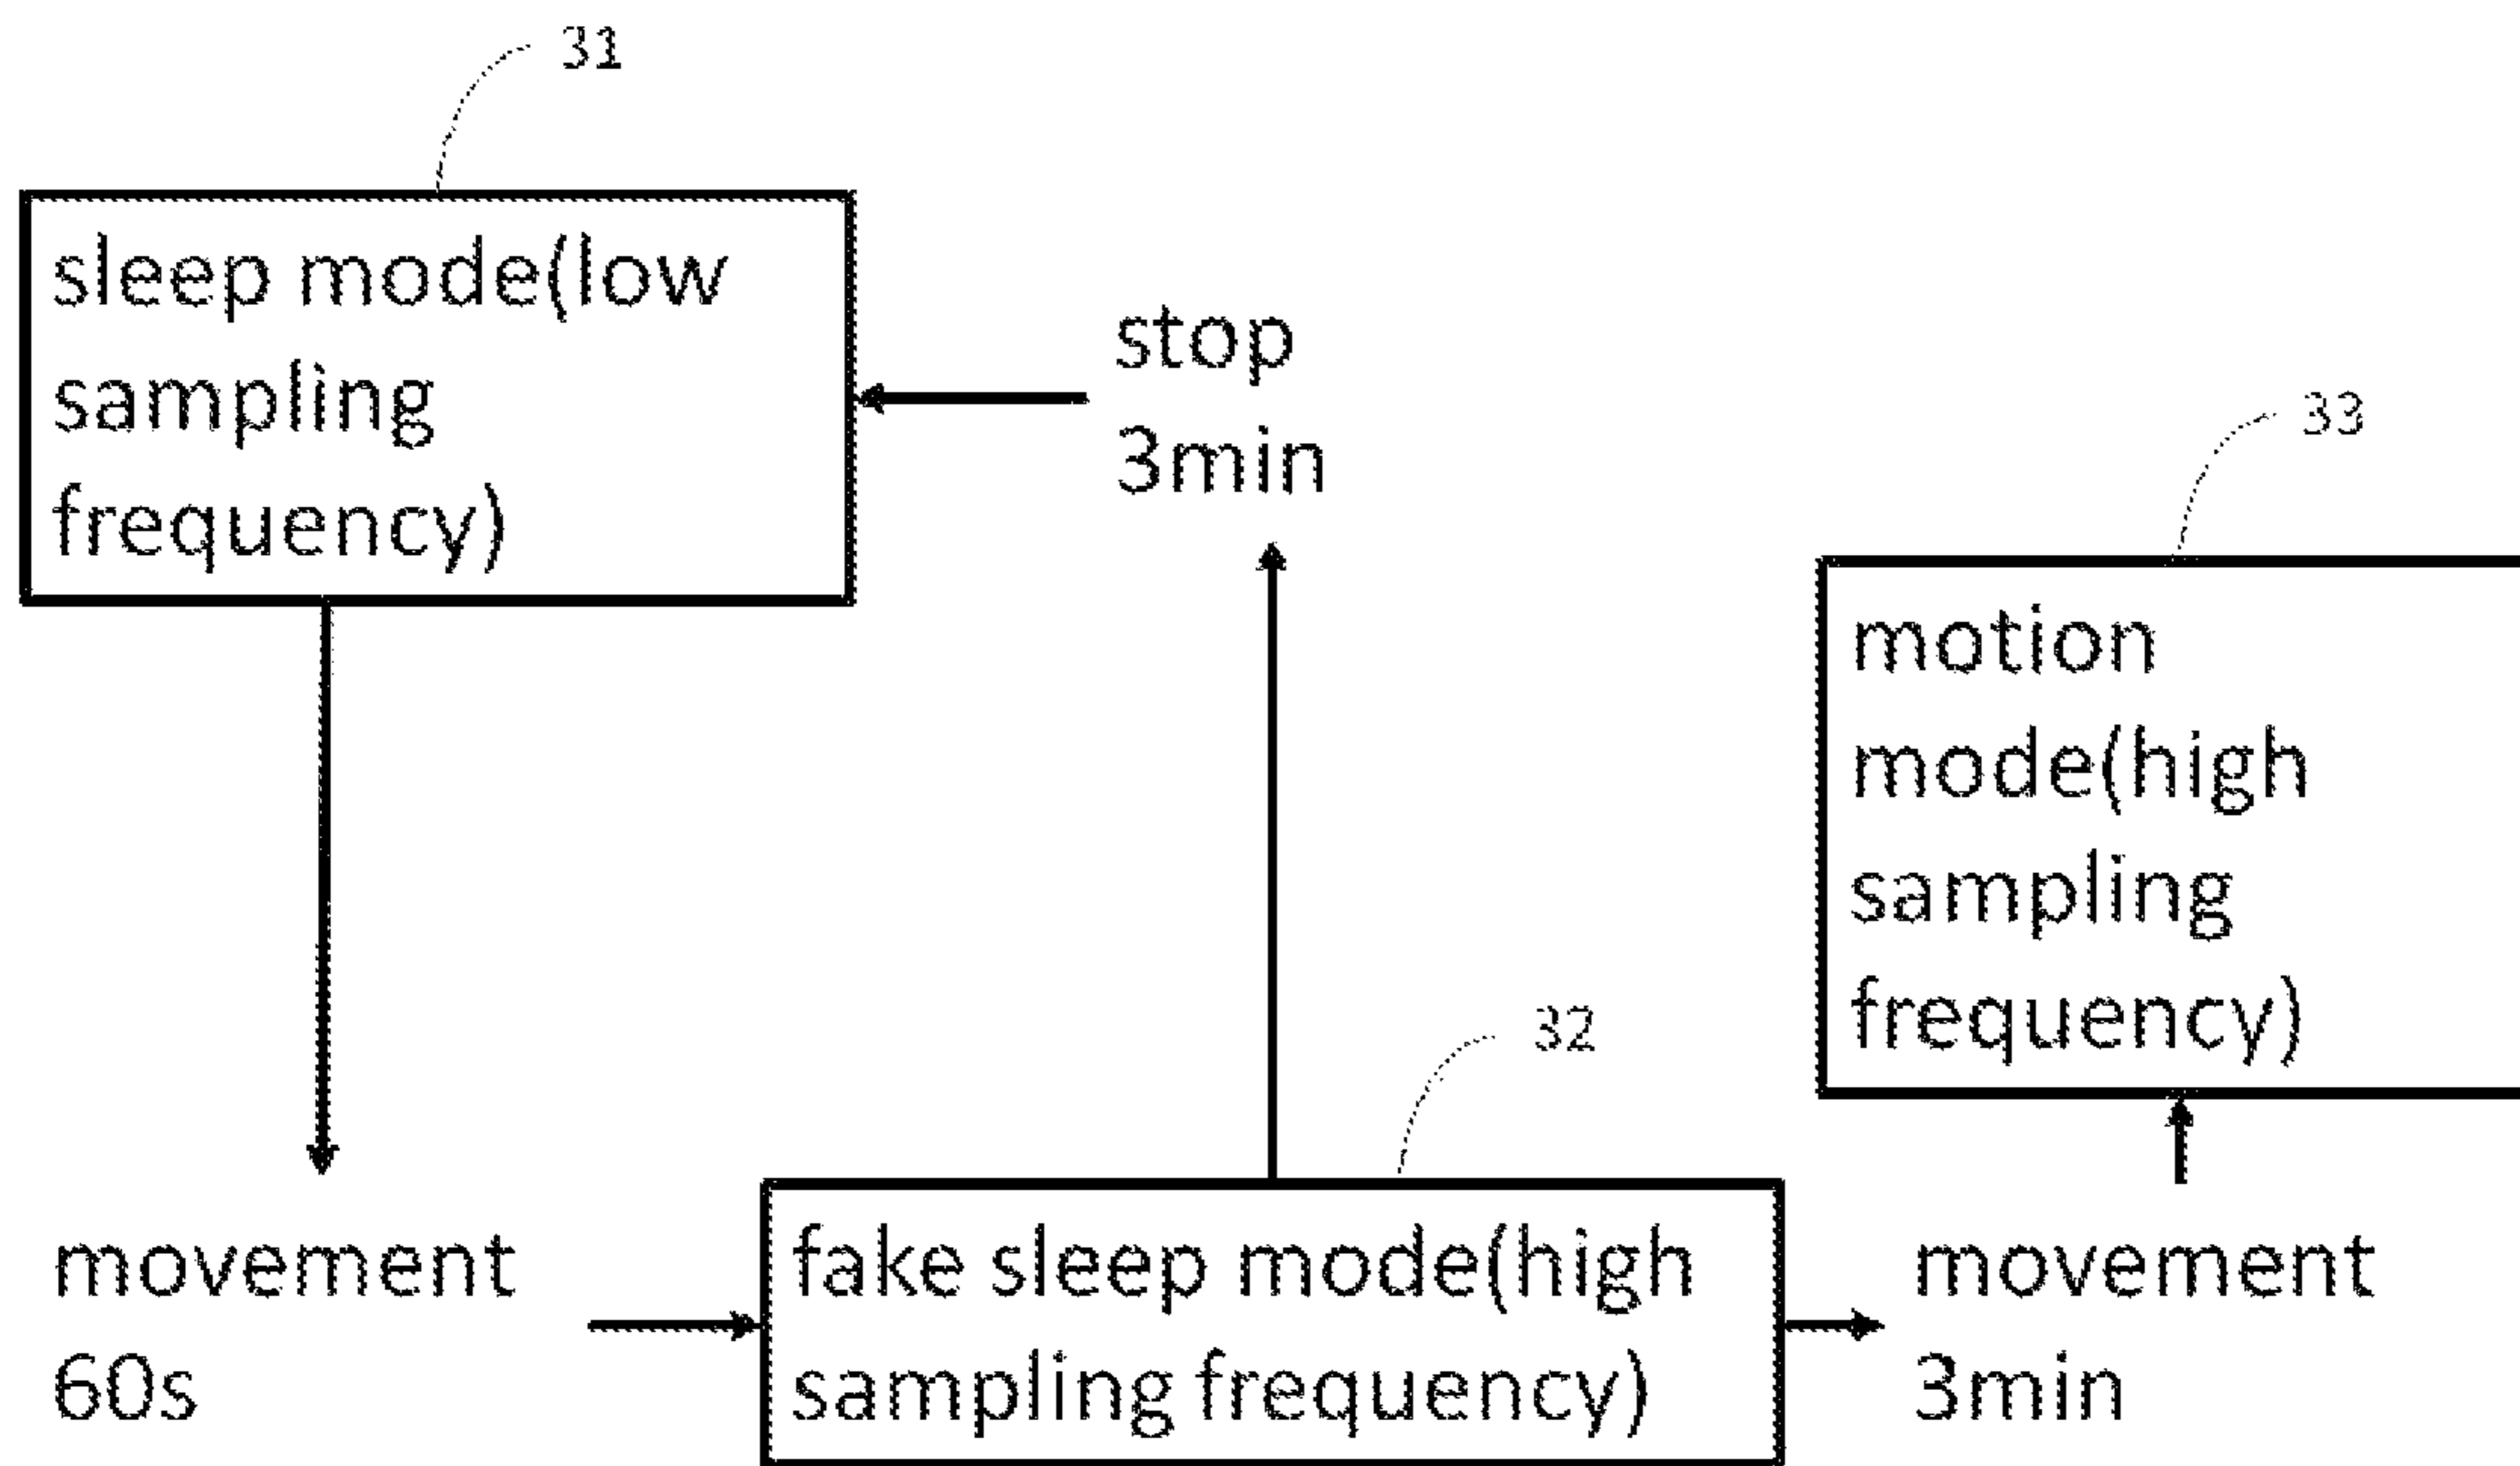 31
sleep mode(low
sampling
frequency)
stop
3min
33
motion
mode(high
sampling
frequency)
32
movement
60s
fake sleep mode(high
sampling frequency)
movement
3min